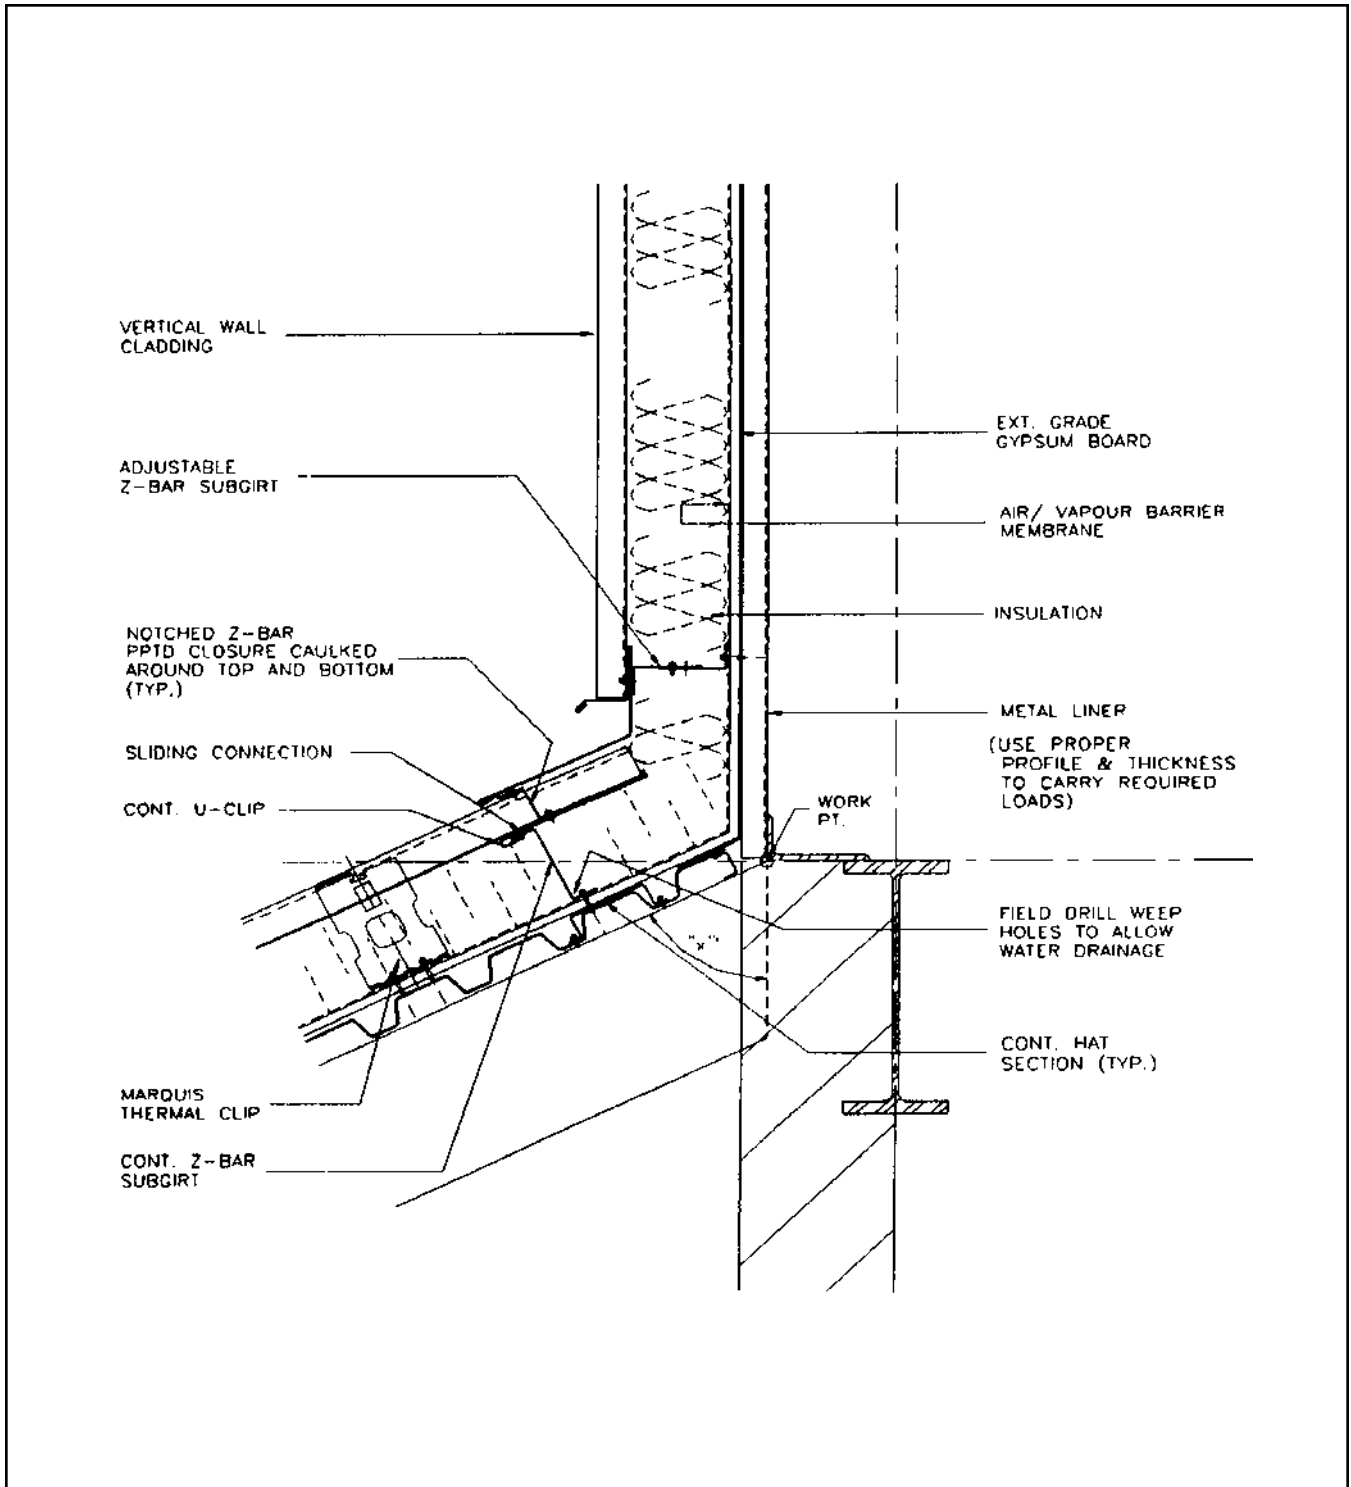 VERTICAL WALL
CLADDING
ADJUSTABLE
Z-BAR SUBGIRT
NOTCHED Z-BAR
PPTD CLOSURE CAULKED
AROUND TOP AND BOTTOM
(TYP.)
SLIDING CONNECTION
CONT. U-CLIP
MARQUIS
THERMAL CLIP
CONT. Z-BAR
SUBGIRT
EXT. GRADE
GYPSUM BOARD
AIR/ VAPOUR BARRIER
MEMBRANE
INSULATION
METAL LINER
(USE PROPER
PROFILE & THICKNESS
TO CARRY REQUIRED
LOADS)
WORK
PT.
FIELD DRILL WEEP
HOLES TO ALLOW
WATER DRAINAGE
CONT. HAT
SECTION (TYP.)